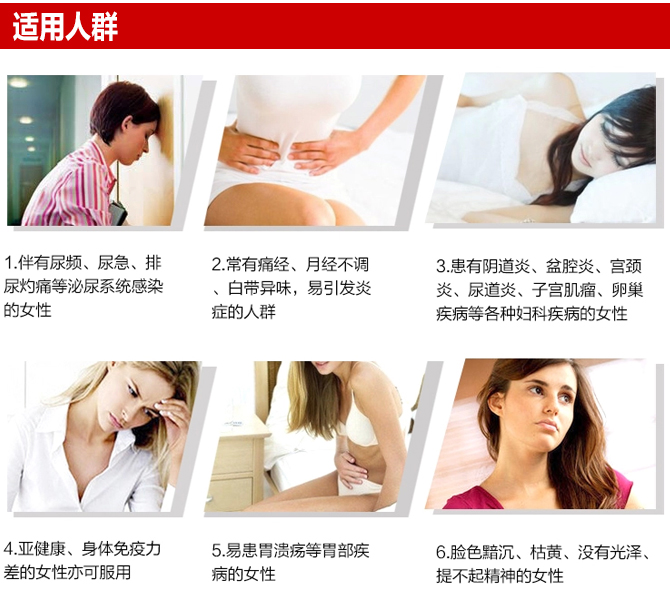 适用人群
1.伴有尿频、尿急、排
尿灼痛等泌尿系统感染
的女性
2.常有痛经、月经不调
、白带异味，易引发炎
症的人群
3.患有阴道炎、盆腔炎、宫颈
炎、尿道炎、子宫肌瘤、卵巢
疾病等各种妇科疾病的女性
4.亚健康、身体免疫力
差的女性亦可服用
5.易患胃溃疡等胃部疾
病的女性
6.脸色黯沉、枯黄、没有光泽、
提不起精神的女性